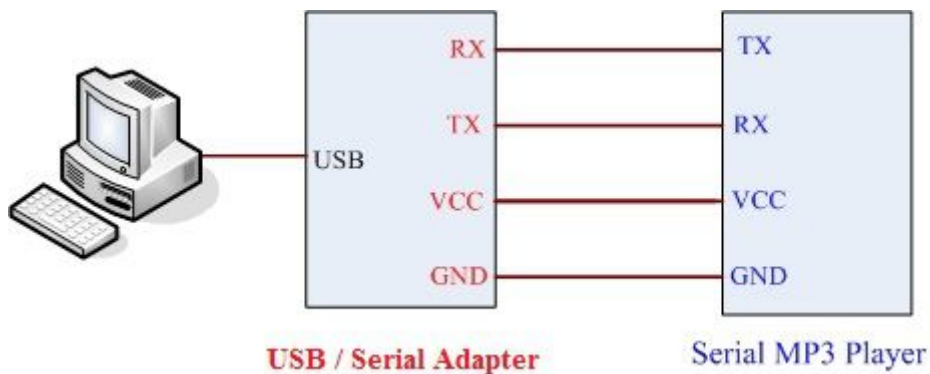 RX
TX
USB
VCC
GND
USB / Serial Adapter
TX
RX
VCC
GND
Serial MP3 Player